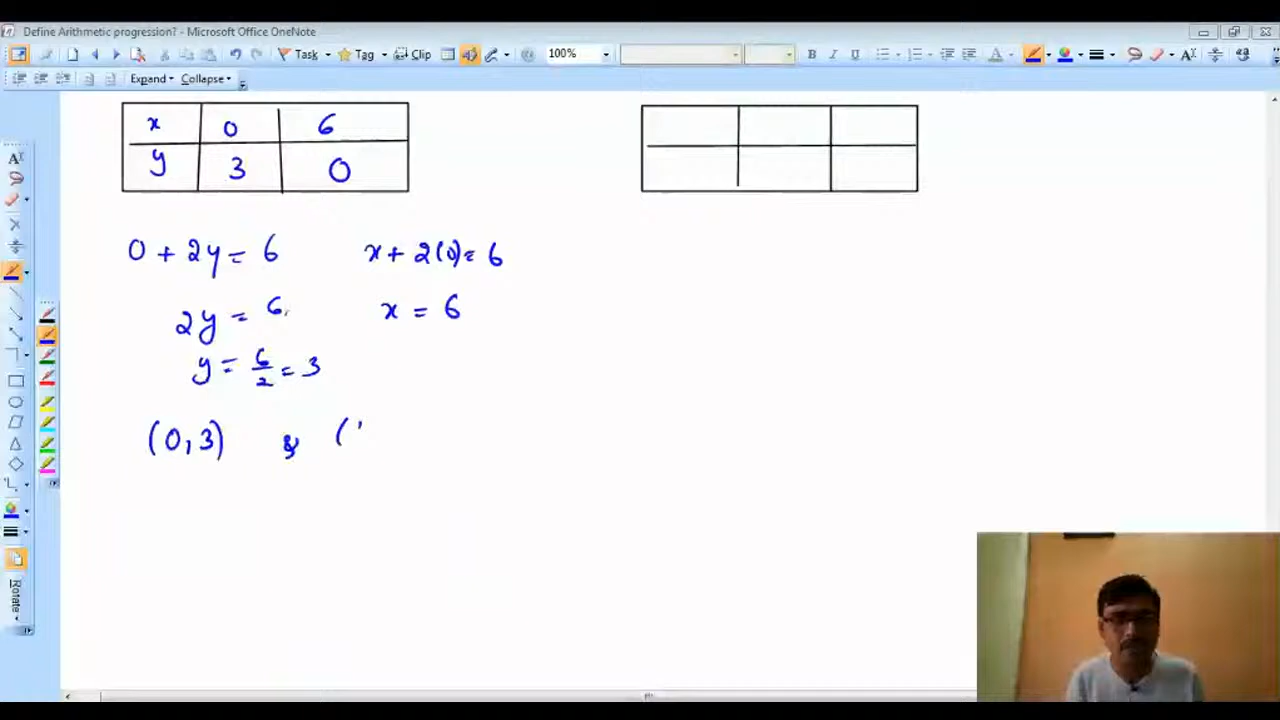 Define Arithmetic progression? - Microsoft Office OneNote
Task Tag Clip 100% B I U
Expand Collapse
x 0 6
y 3 0
0 + 2y = 6 x + 2(0) = 6
2y = 6 x = 6
y = 6/2 = 3
(0,3) & (
Rotate